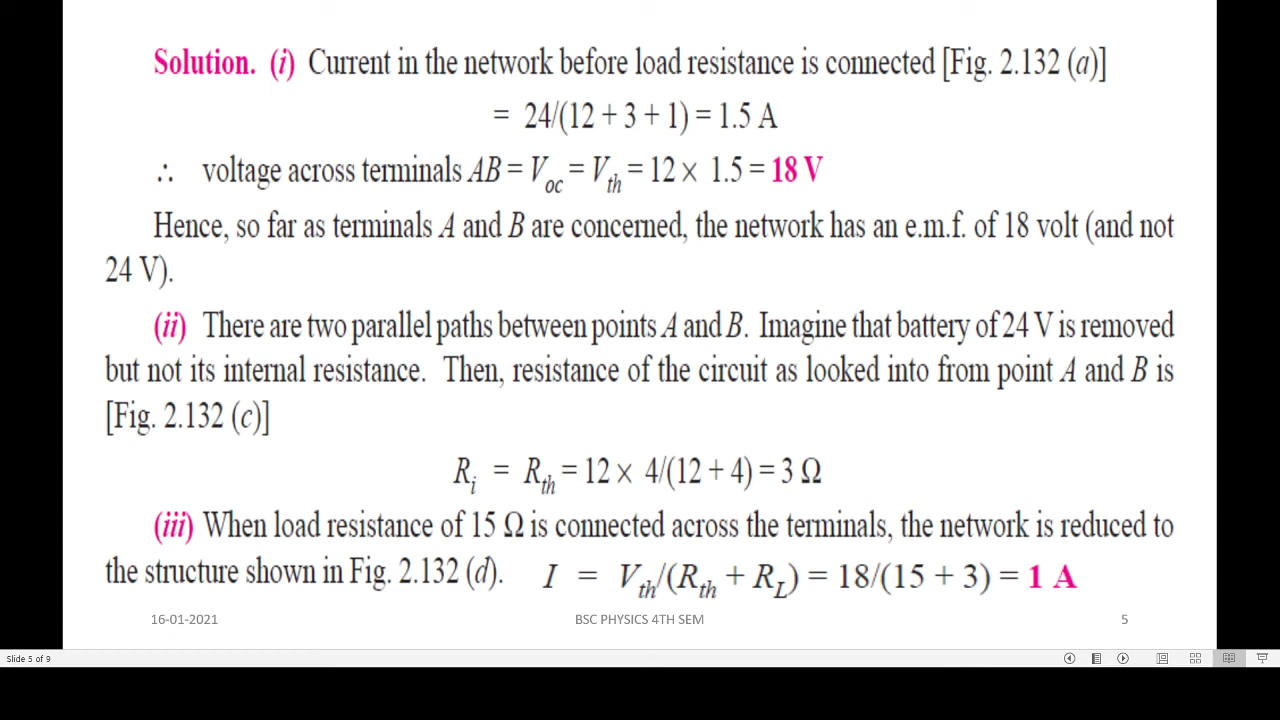 Solution. (i) Current in the network before load resistance is connected [Fig. 2.132 (a)]
= 24/(12 + 3 + 1) = 1.5 A
∴ voltage across terminals AB = Voc = Vth = 12 × 1.5 = 18 V
Hence, so far as terminals A and B are concerned, the network has an e.m.f. of 18 volt (and not
24 V).
(ii) There are two parallel paths between points A and B. Imagine that battery of 24 V is removed
but not its internal resistance. Then, resistance of the circuit as looked into from point A and B is
[Fig. 2.132 (c)]
Ri = Rth = 12 × 4/(12 + 4) = 3 Ω
(iii) When load resistance of 15 Ω is connected across the terminals, the network is reduced to
the structure shown in Fig. 2.132 (d). I = Vth/(Rth + RL) = 18/(15 + 3) = 1 A
16-01-2021 BSC PHYSICS 4TH SEM 5
Slide 5 of 9